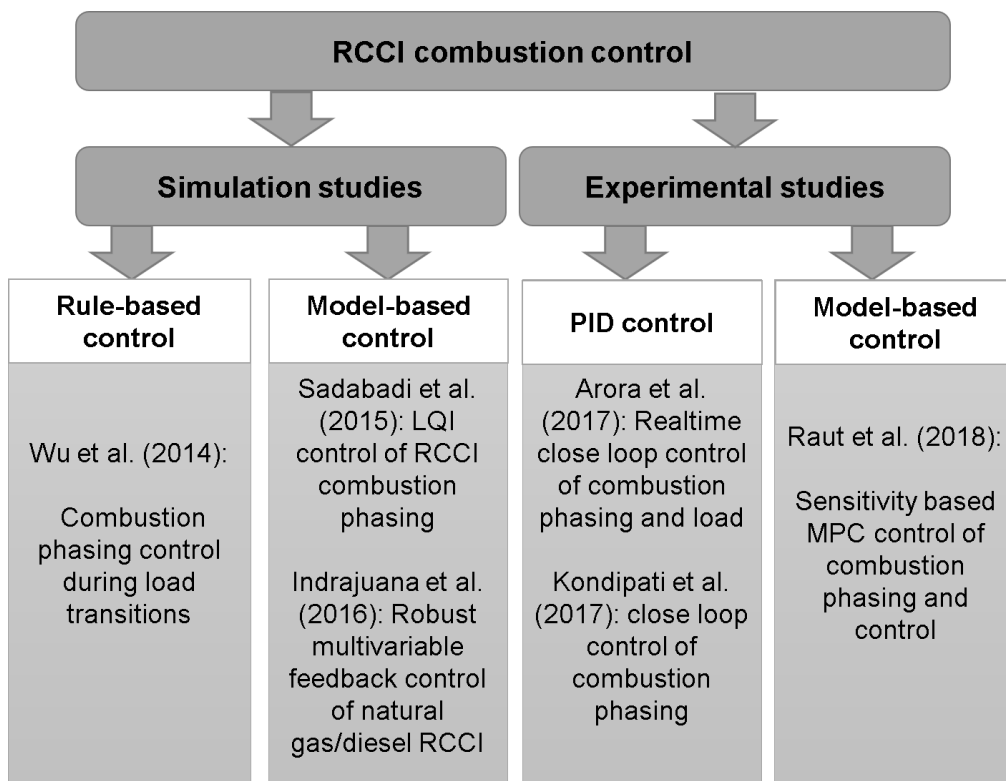 RCCI combustion control
Simulation studies
Experimental studies
Rule-based
control
Wu et al. (2014):
Combustion
phasing control
during load
transitions
Model-based
control
Sadabadi et al.
(2015): LQI
control of RCCI
combustion
phasing
Indrajuana et al.
(2016): Robust
multivariable
feedback control
of natural
gas/diesel RCCI
PID control
Arora et al.
(2017): Realtime
close loop control
of combustion
phasing and load
Kondipati et al.
(2017): close loop
control of
combustion
phasing
Model-based
control
Raut et al. (2018):
Sensitivity based
MPC control of
combustion
phasing and
control